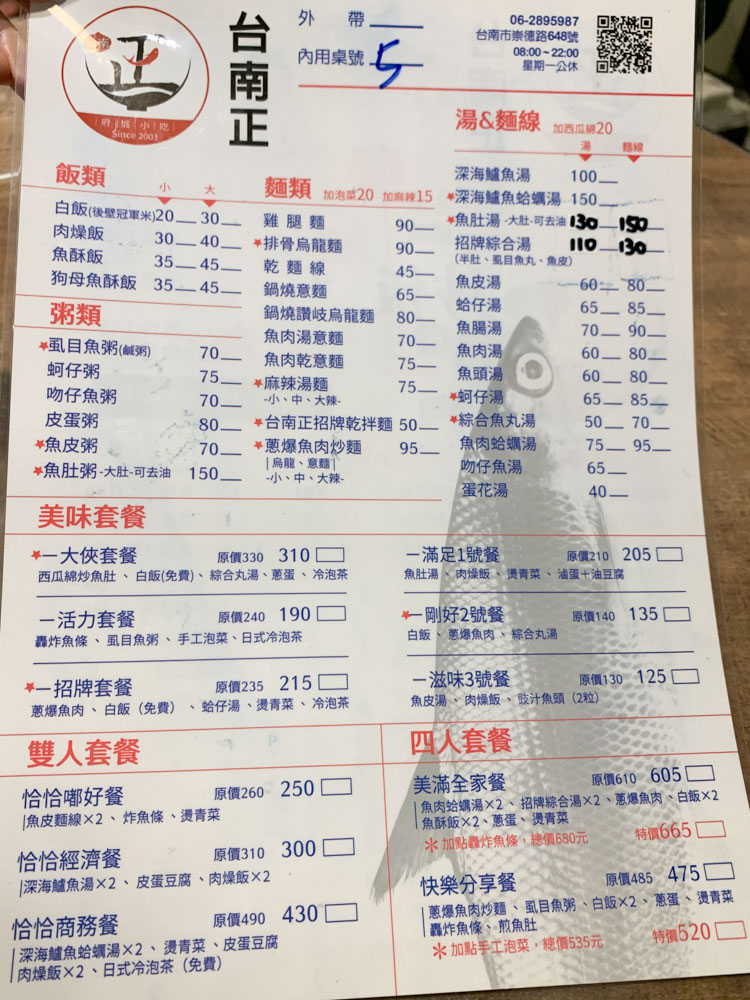 正
府城小吃
Since 2001
台南正
外　帶
內用桌號 5
06-2895987
台南市崇德路648號
08:00~22:00
星期一公休
飯類
小 大
白飯(後壁冠軍米)20 30
肉燥飯 30 40
魚酥飯 35 45
狗母魚酥飯 35 45
粥類
★虱目魚粥(鹹粥) 70
蚵仔粥 75
吻仔魚粥 70
皮蛋粥 80
★魚皮粥 70
★魚肚粥-大肚-可去油 150
麵類 加泡菜20 加麻辣15
雞腿麵 90
★排骨烏龍麵 90
乾麵線 45
鍋燒意麵 65
鍋燒讚岐烏龍麵 80
魚肉湯意麵 70
魚肉乾意麵 75
★麻辣湯麵 75
-小、中、大辣-
★台南正招牌乾拌麵 50
★蔥爆魚肉炒麵 95
|烏龍、意麵|
-小、中、大辣-
湯&麵線 加西瓜綿20
湯 麵線
深海鱸魚湯 100
★深海鱸魚蛤蠣湯 150
★魚肚湯-大肚-可去油 130 150
招牌綜合湯 110 130
(半肚、虱目魚丸、魚皮)
魚皮湯 60 80
蛤仔湯 65 85
魚腸湯 70 90
魚肉湯 60 80
魚頭湯 60 80
★蚵仔湯 65 85
★綜合魚丸湯 50 70
魚肉蛤蠣湯 75 95
吻仔魚湯 65
蛋花湯 40
美味套餐
★一大俠套餐 原價330 310
西瓜綿炒魚肚、白飯(免費)、綜合丸湯、蔥蛋、冷泡茶
一活力套餐 原價240 190
轟炸魚條、虱目魚粥、手工泡菜、日式冷泡茶
★一招牌套餐 原價235 215
蔥爆魚肉、白飯（免費）、蛤仔湯、燙青菜、冷泡茶
一滿足1號餐 原價210 205
魚肚湯、肉燥飯、燙青菜、滷蛋+油豆腐
★一剛好2號餐 原價140 135
白飯、蔥爆魚肉、綜合丸湯
一滋味3號餐 原價130 125
魚皮湯、肉燥飯、豉汁魚頭（2粒）
雙人套餐
恰恰嘟好餐 原價260 250
|魚皮麵線×2、炸魚條、燙青菜
恰恰經濟餐 原價310 300
|深海鱸魚湯×2、皮蛋豆腐、肉燥飯×2
恰恰商務餐 原價490 430
深海鱸魚蛤蠣湯×2、燙青菜、皮蛋豆腐
肉燥飯×2、日式冷泡茶（免費）
四人套餐
美滿全家餐 原價610 605
魚肉蛤蠣湯×2、招牌綜合湯×2、蔥爆魚肉、白飯×2
魚酥飯×2、蔥蛋、燙青菜
＊加點轟炸魚條，總價680元 特價665
快樂分享餐 原價485 475
蔥爆魚肉炒麵、虱目魚粥、白飯×2、蔥蛋、燙青菜
轟炸魚條、煎魚肚
＊加點手工泡菜，總價535元 特價520